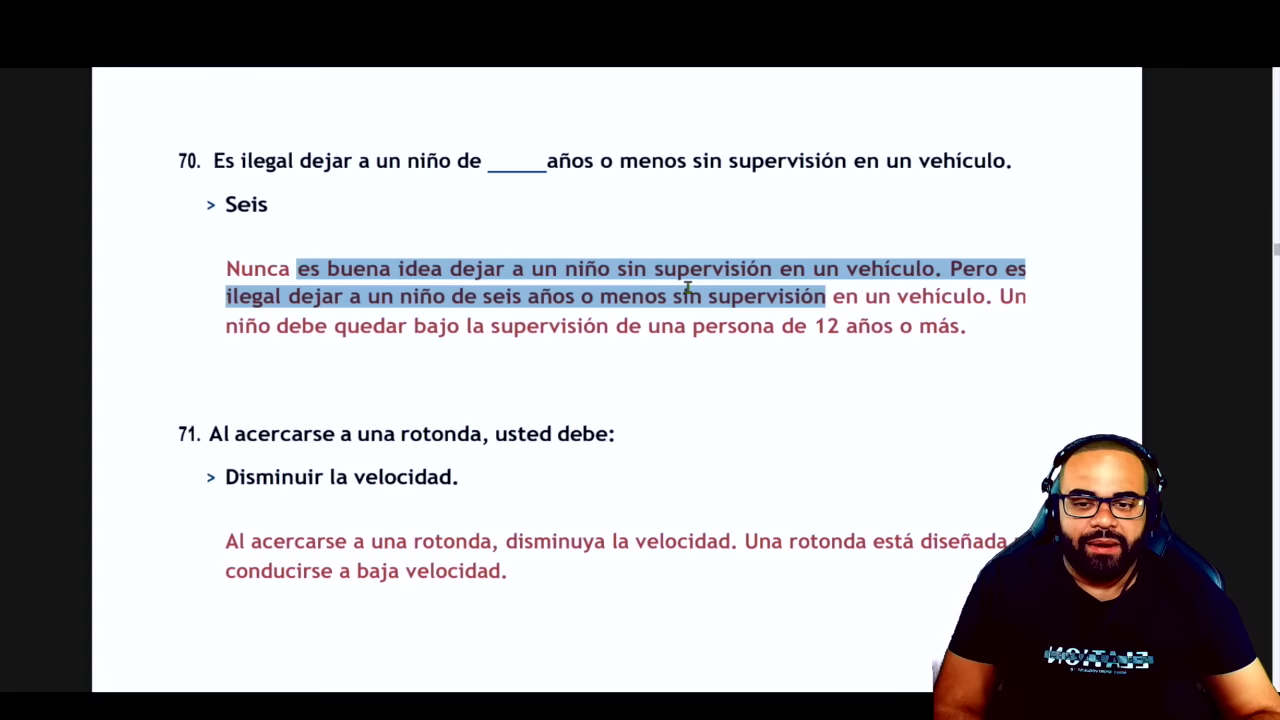 70. Es ilegal dejar a un niño de _____años o menos sin supervisión en un vehículo.
> Seis
Nunca es buena idea dejar a un niño sin supervisión en un vehículo. Pero es
ilegal dejar a un niño de seis años o menos sin supervisión en un vehículo. Un
niño debe quedar bajo la supervisión de una persona de 12 años o más.
71. Al acercarse a una rotonda, usted debe:
> Disminuir la velocidad.
Al acercarse a una rotonda, disminuya la velocidad. Una rotonda está diseñada
conducirse a baja velocidad.